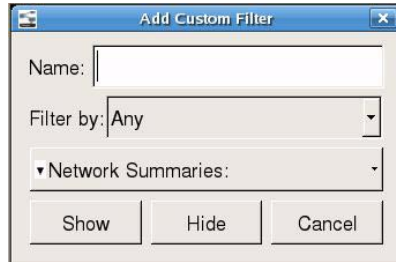 Add Custom Filter
Name:
Filter by: Any
Network Summaries:
Show Hide Cancel